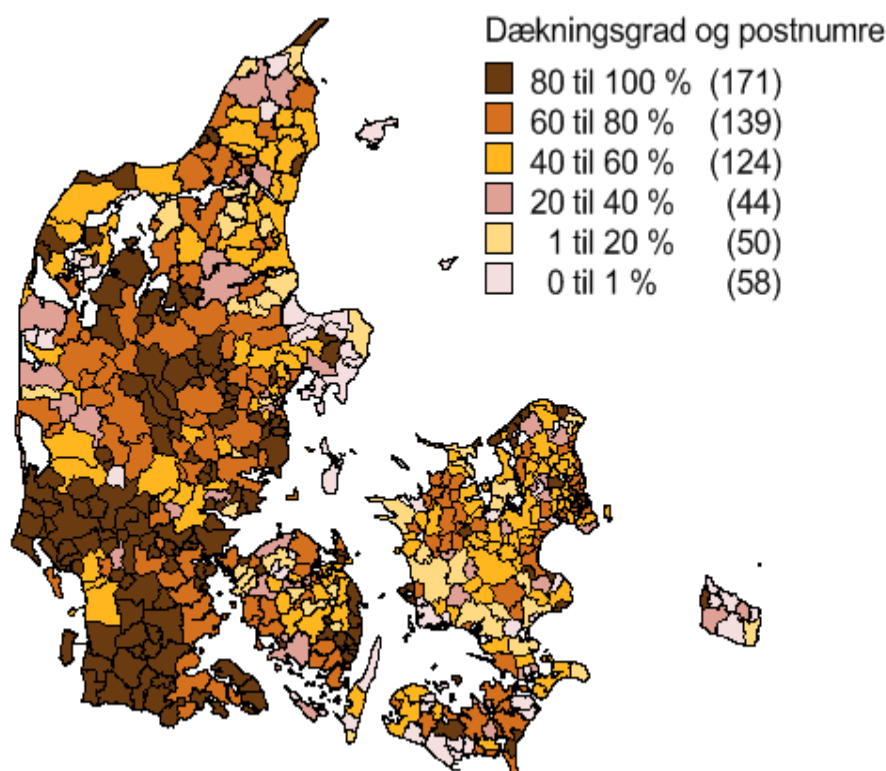 Dækningsgrad og postnumre
80 til 100 % (171)
60 til 80 % (139)
40 til 60 % (124)
20 til 40 % (44)
1 til 20 % (50)
0 til 1 % (58)